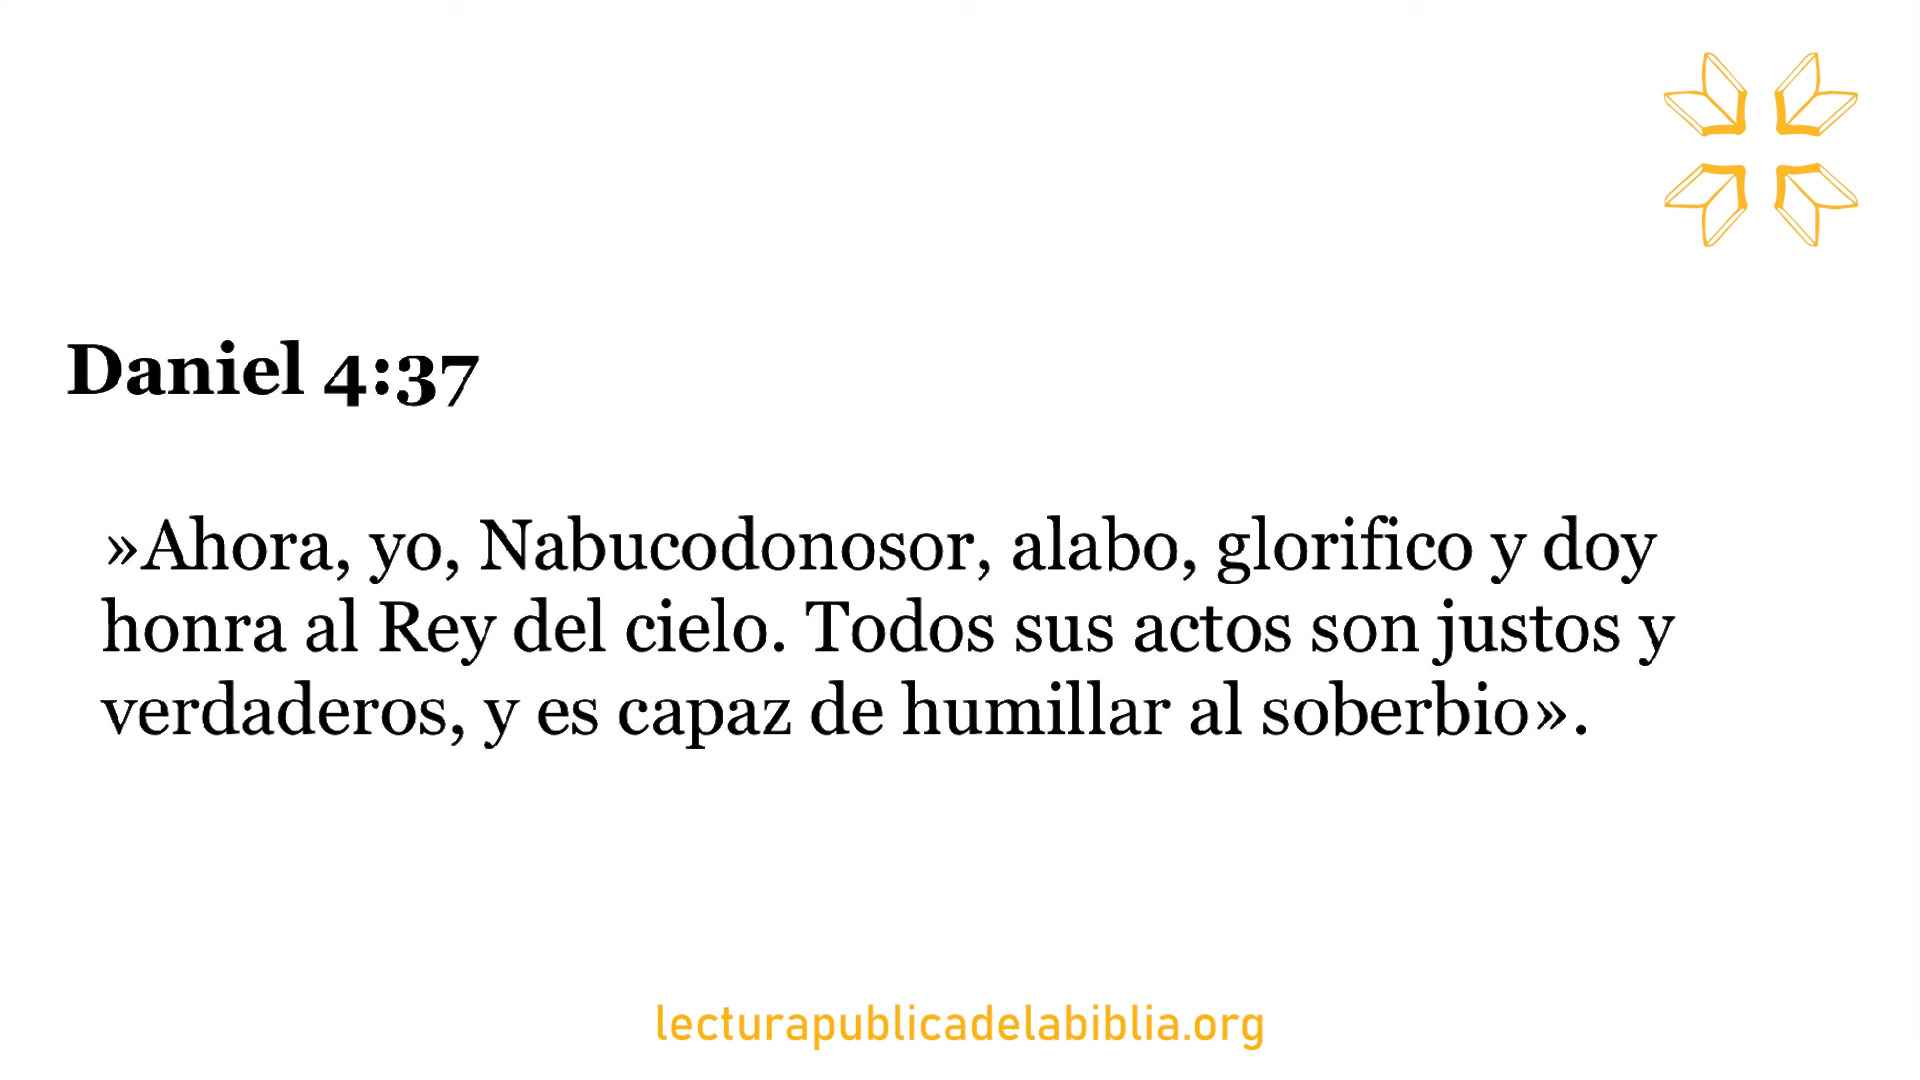 Daniel 4:37
»Ahora, yo, Nabucodonosor, alabo, glorifico y doy
honra al Rey del cielo. Todos sus actos son justos y
verdaderos, y es capaz de humillar al soberbio».
lecturapublicadelabiblia.org